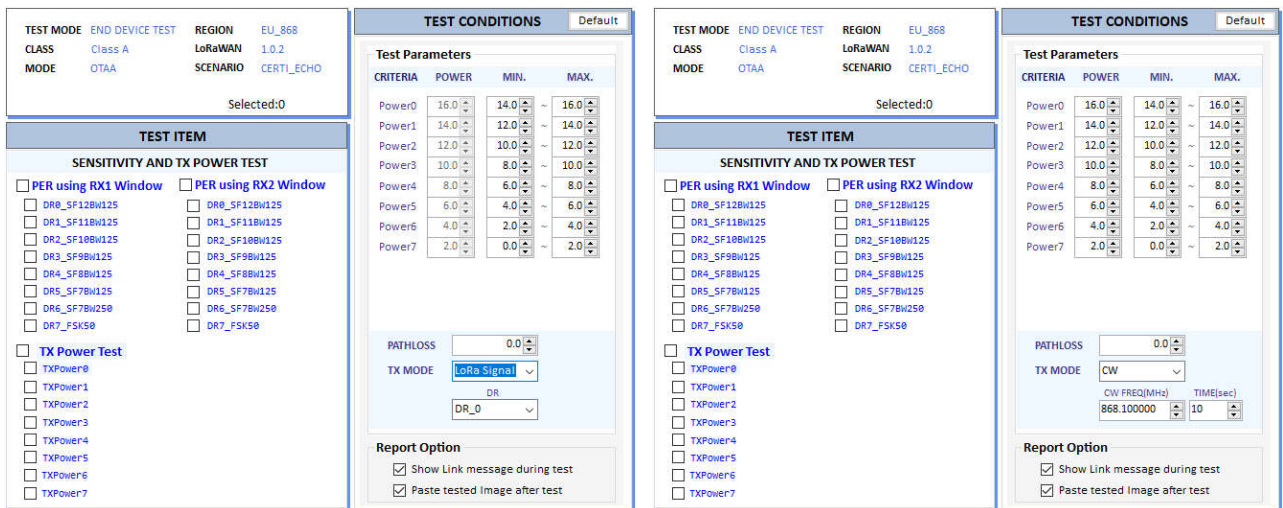 TEST MODE END DEVICE TEST REGION EU_868
CLASS Class A LoRaWAN 1.0.2
MODE OTAA SCENARIO CERTI_ECHO
Selected:0
TEST ITEM
SENSITIVITY AND TX POWER TEST
PER using RX1 Window PER using RX2 Window
DR0_SF12BW125 DR0_SF12BW125
DR1_SF11BW125 DR1_SF11BW125
DR2_SF10BW125 DR2_SF10BW125
DR3_SF9BW125 DR3_SF9BW125
DR4_SF8BW125 DR4_SF8BW125
DR5_SF7BW125 DR5_SF7BW125
DR6_SF7BW250 DR6_SF7BW250
DR7_FSK50 DR7_FSK50
TX Power Test
TXPower0
TXPower1
TXPower2
TXPower3
TXPower4
TXPower5
TXPower6
TXPower7
TEST CONDITIONS Default
Test Parameters
CRITERIA POWER MIN. MAX.
Power0 16.0 14.0 ~ 16.0
Power1 14.0 12.0 ~ 14.0
Power2 12.0 10.0 ~ 12.0
Power3 10.0 8.0 ~ 10.0
Power4 8.0 6.0 ~ 8.0
Power5 6.0 4.0 ~ 6.0
Power6 4.0 2.0 ~ 4.0
Power7 2.0 0.0 ~ 2.0
PATHLOSS 0.0
TX MODE LoRa Signal
DR
DR_0
Report Option
Show Link message during test
Paste tested Image after test
TEST MODE END DEVICE TEST REGION EU_868
CLASS Class A LoRaWAN 1.0.2
MODE OTAA SCENARIO CERTI_ECHO
Selected:0
TEST ITEM
SENSITIVITY AND TX POWER TEST
PER using RX1 Window PER using RX2 Window
DR0_SF12BW125 DR0_SF12BW125
DR1_SF11BW125 DR1_SF11BW125
DR2_SF10BW125 DR2_SF10BW125
DR3_SF9BW125 DR3_SF9BW125
DR4_SF8BW125 DR4_SF8BW125
DR5_SF7BW125 DR5_SF7BW125
DR6_SF7BW250 DR6_SF7BW250
DR7_FSK50 DR7_FSK50
TX Power Test
TXPower0
TXPower1
TXPower2
TXPower3
TXPower4
TXPower5
TXPower6
TXPower7
TEST CONDITIONS Default
Test Parameters
CRITERIA POWER MIN. MAX.
Power0 16.0 14.0 ~ 16.0
Power1 14.0 12.0 ~ 14.0
Power2 12.0 10.0 ~ 12.0
Power3 10.0 8.0 ~ 10.0
Power4 8.0 6.0 ~ 8.0
Power5 6.0 4.0 ~ 6.0
Power6 4.0 2.0 ~ 4.0
Power7 2.0 0.0 ~ 2.0
PATHLOSS 0.0
TX MODE CW
CW FREQ(MHz) TIME(sec)
868.100000 10
Report Option
Show Link message during test
Paste tested Image after test